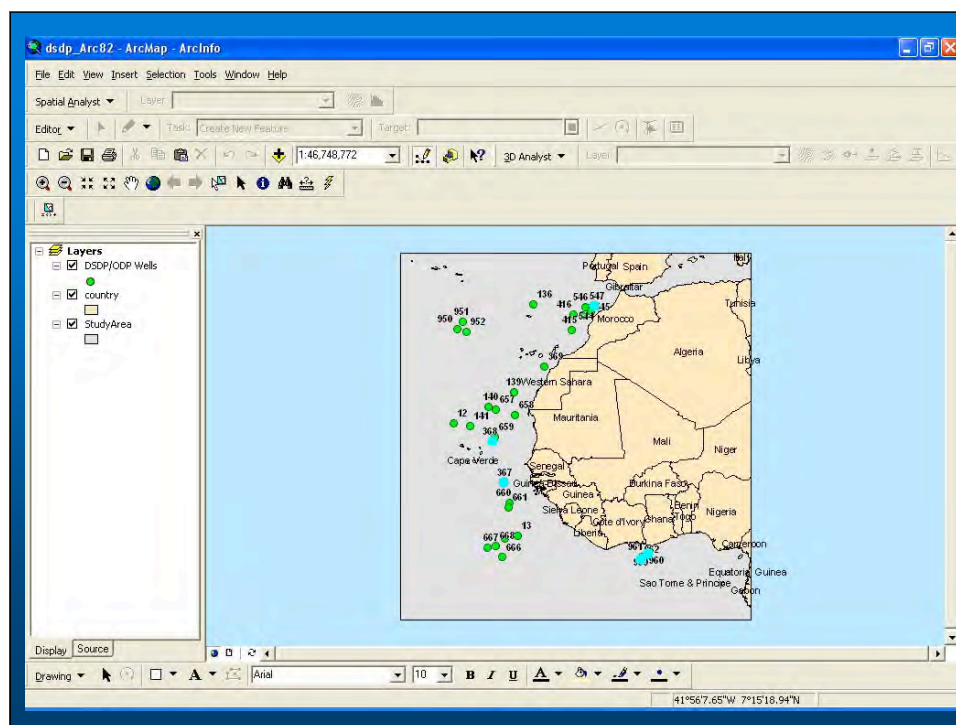 dsdp_Arc82 - ArcMap - ArcInfo
File Edit View Insert Selection Tools Window Help
Spatial Analyst Layer
Editor Task: Create New Feature Target:
1:46,748,772 3D Analyst Layer
Layers
DSDP/ODP Wells
country
StudyArea
Portugal Spain
Gibraltar
136 416 546 547
Tunisia
951
950 952
415 544
Morocco
369
Algeria
Libya
139 Western Sahara
140 657
658
12 141
Mauritania
368 659
Mali
Niger
Cape Verde
Senegal
367
Burkina Faso
Guinea
660 661
Benin
Nigeria
Sierra Leone
Côte d'Ivory Ghana Togo
13
Liberia
667 668
666
961
960
Cameroon
Equatorial Guinea
Sao Tome & Principe
Gabon
Display Source
Drawing Arial 10 B I U A
41°56'7.65"W 7°15'18.94"N